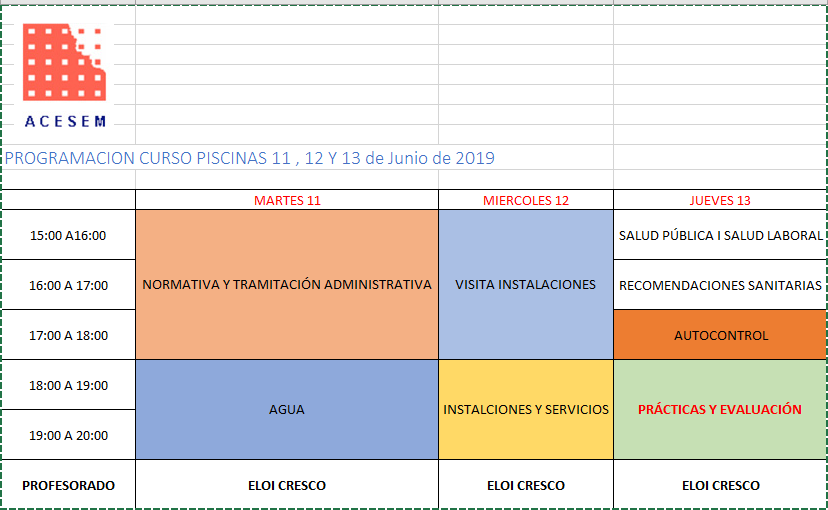 ACESEM
PROGRAMACION CURSO PISCINAS 11 , 12 Y 13 de Junio de 2019
MARTES 11 MIERCOLES 12 JUEVES 13
15:00 A16:00 SALUD PÚBLICA I SALUD LABORAL
16:00 A 17:00 NORMATIVA Y TRAMITACIÓN ADMINISTRATIVA VISITA INSTALACIONES RECOMENDACIONES SANITARIAS
17:00 A 18:00 AUTOCONTROL
18:00 A 19:00
AGUA INSTALCIONES Y SERVICIOS PRÁCTICAS Y EVALUACIÓN
19:00 A 20:00
PROFESORADO ELOI CRESCO ELOI CRESCO ELOI CRESCO